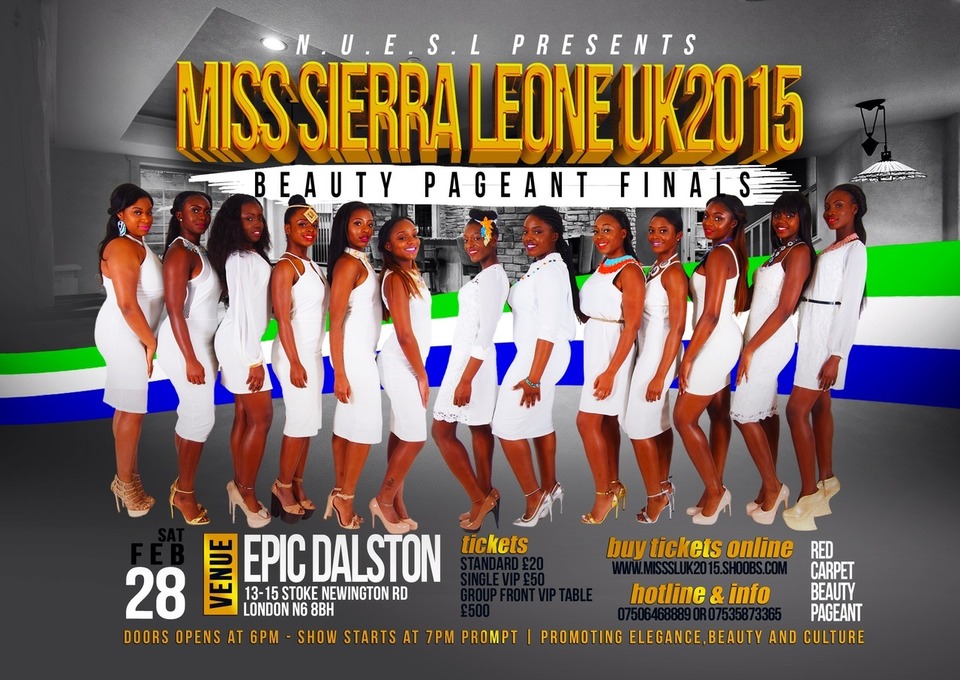 N.U.E.S.L PRESENTS
MISS SIERRA LEONE UK2015
BEAUTY PAGEANT FINALS
SAT
FEB
28
VENUE
EPIC DALSTON
13-15 STOKE NEWINGTON RD
LONDON N6 8BH
tickets
STANDARD £20
SINGLE VIP £50
GROUP FRONT VIP TABLE
£500
buy tickets online
WWW.MISSSLUK2015.SHOOBS.COM
hotline & info
07506468889 OR 07535873365
RED
CARPET
BEAUTY
PAGEANT
DOORS OPENS AT 6PM - SHOW STARTS AT 7PM PROMPT | PROMOTING ELEGANCE,BEAUTY AND CULTURE